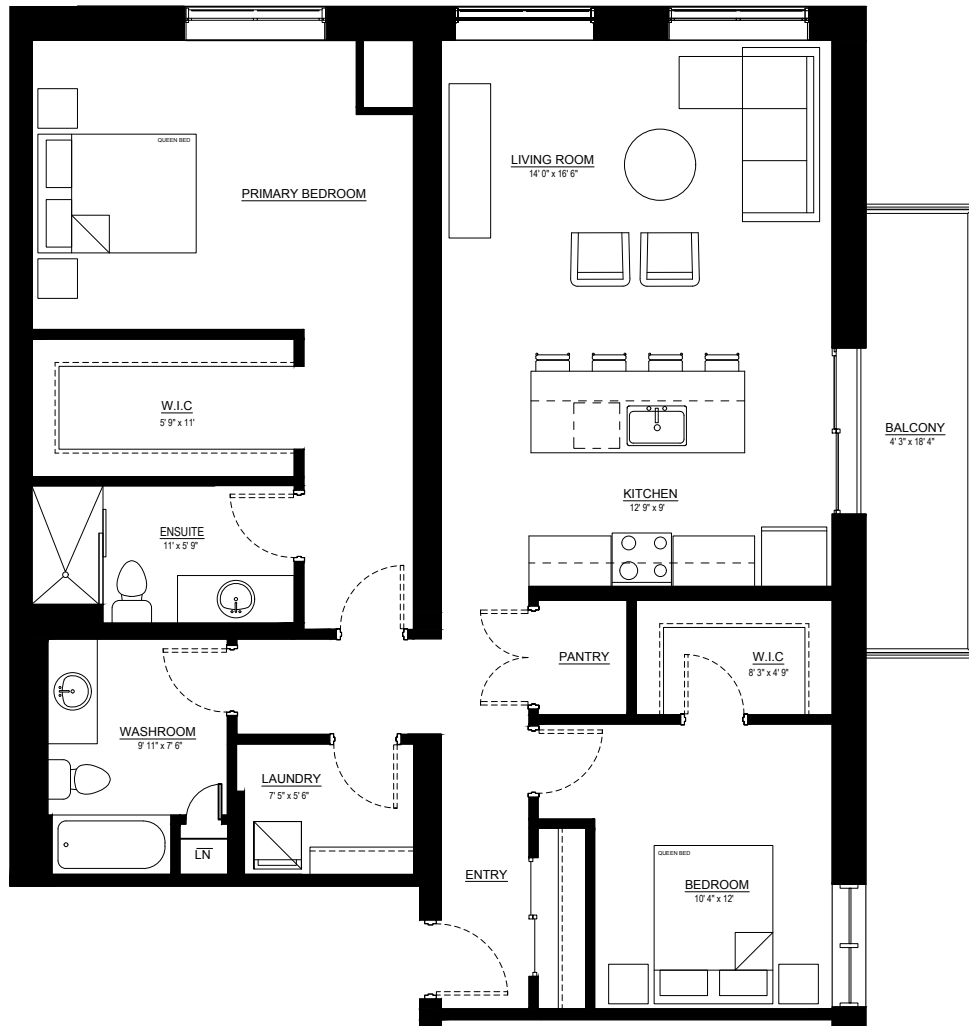 QUEEN BED
PRIMARY BEDROOM
LIVING ROOM
14' 0" x 16' 6"
W.I.C
5' 9" x 11'
BALCONY
4' 3" x 18' 4"
KITCHEN
12' 9" x 9'
ENSUITE
11' x 5' 9"
PANTRY
W.I.C
8' 3" x 4' 9"
WASHROOM
9' 11" x 7' 6"
LAUNDRY
7' 5" x 5' 6"
LN
ENTRY
QUEEN BED
BEDROOM
10' 4" x 12'